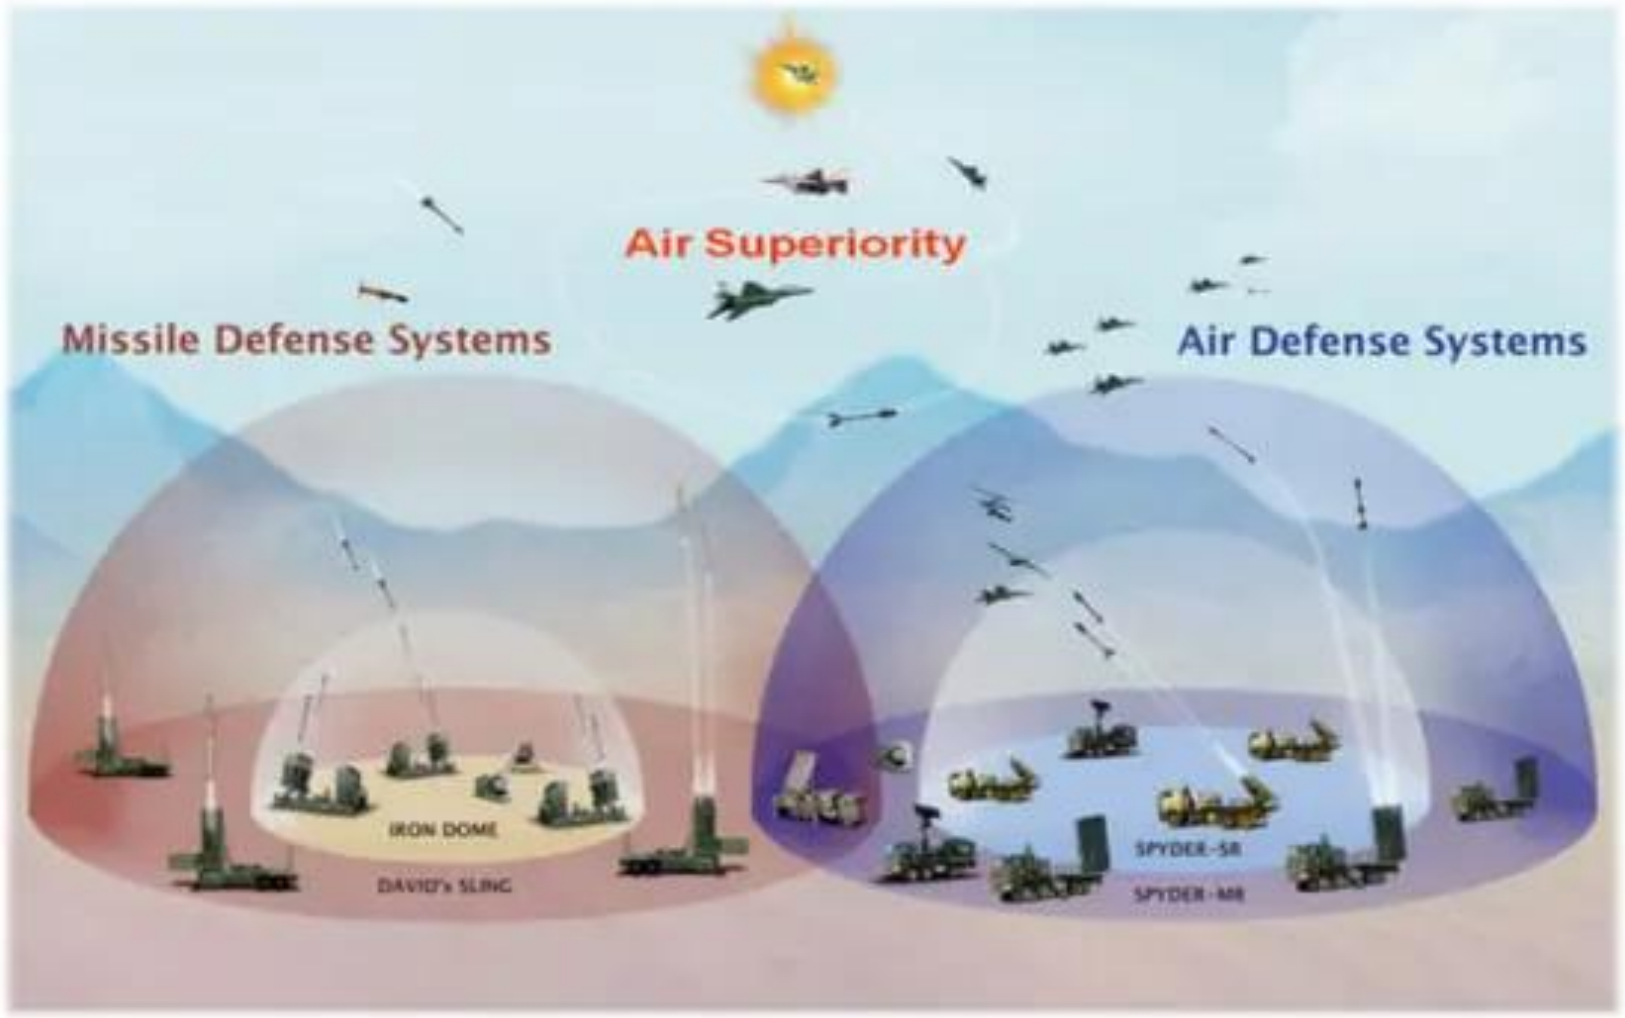 Air Superiority
Missile Defense Systems
Air Defense Systems
IRON DOME
DAVID's SLING
SPYDER-SR
SPYDER-MR